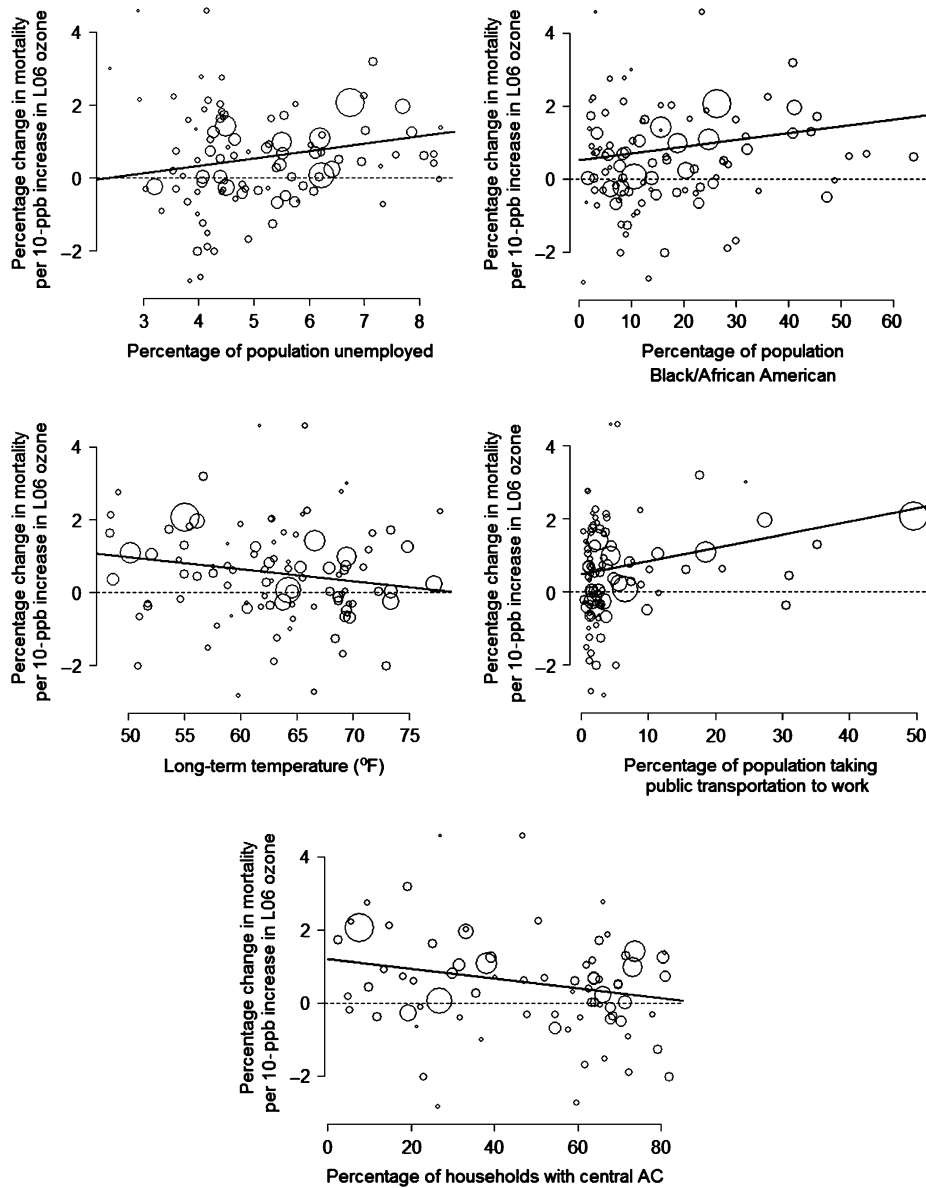 Percentage change in mortality
per 10-ppb increase in L06 ozone
4
2
0
–2
3 4 5 6 7 8
Percentage of population unemployed
Percentage change in mortality
per 10-ppb increase in L06 ozone
4
2
0
–2
0 10 20 30 40 50 60
Percentage of population
Black/African American
Percentage change in mortality
per 10-ppb increase in L06 ozone
4
2
0
–2
50 55 60 65 70 75
Long-term temperature (ºF)
Percentage change in mortality
per 10-ppb increase in L06 ozone
4
2
0
–2
0 10 20 30 40 50
Percentage of population taking
public transportation to work
Percentage change in mortality
per 10-ppb increase in L06 ozone
4
2
0
–2
0 20 40 60 80
Percentage of households with central AC